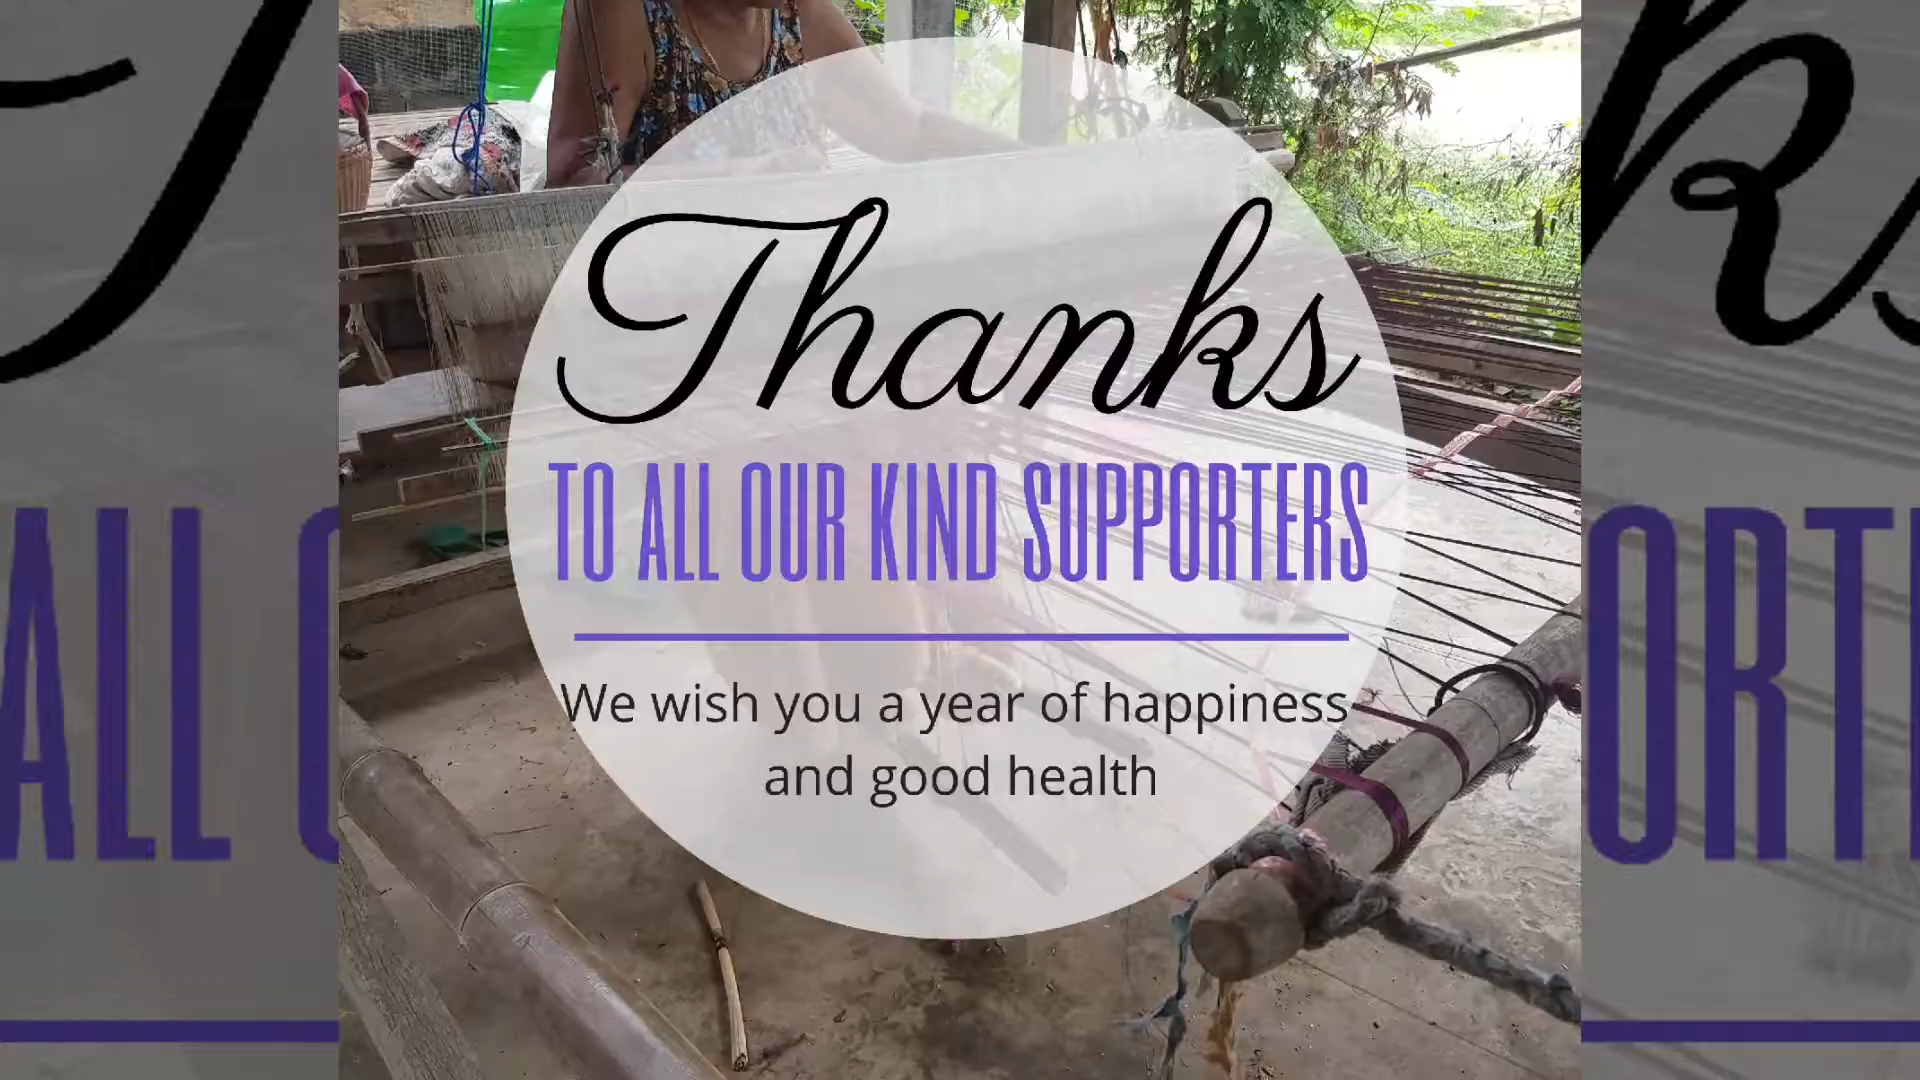 Thanks
TO ALL OUR KIND SUPPORTERS
We wish you a year of happiness
and good health